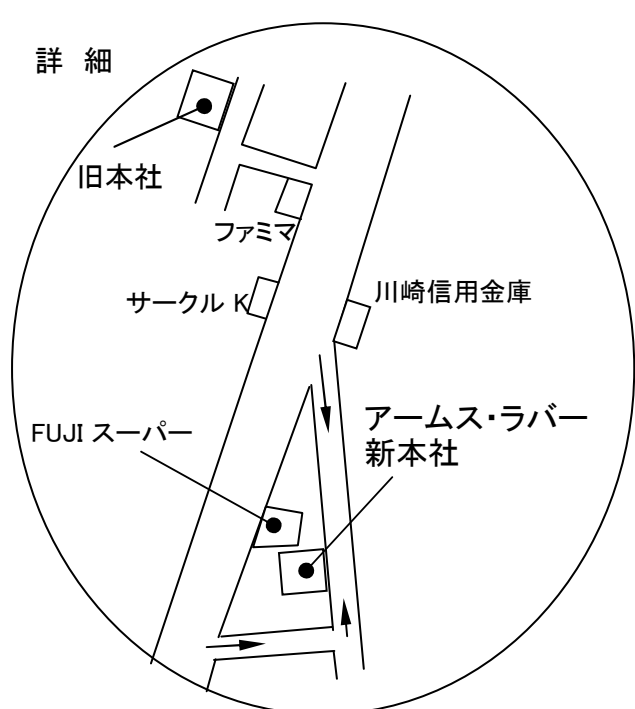 詳 細
旧本社
ファミマ
サークル K
川崎信用金庫
FUJI スーパー
アームス・ラバー
新本社